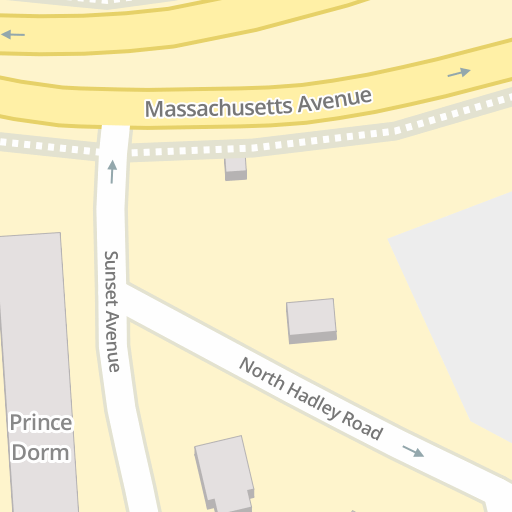 Massachusetts Avenue
Sunset Avenue
North Hadley Road
Prince
Dorm